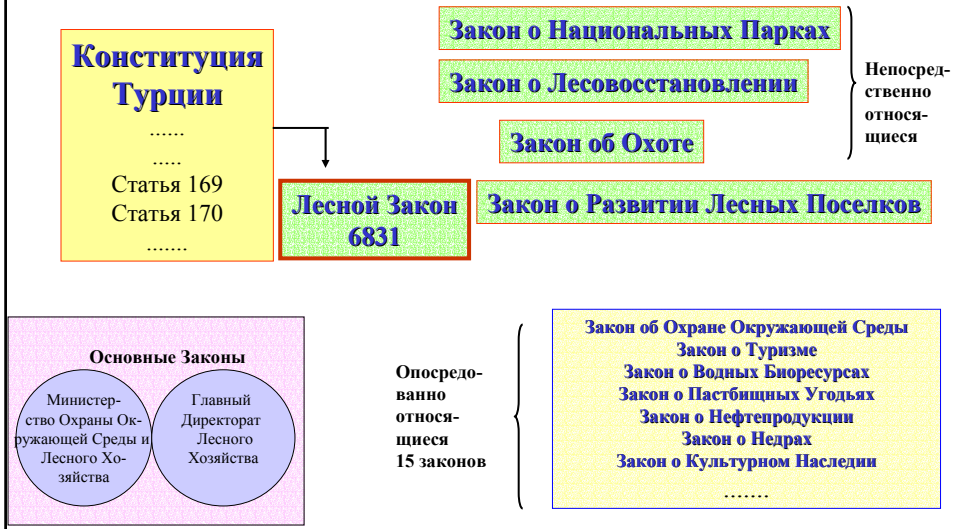 Конституция
Турции
......
.....
Статья 169
Статья 170
.......
Закон о Национальных Парках
Закон о Лесовосстановлении
Закон об Охоте
Непосред-
ственно
относя-
щиеся
Лесной Закон
6831
Закон о Развитии Лесных Поселков
Основные Законы
Министер-
ство Охраны Ок-
ружающей Среды и
Лесного Хо-
зяйства
Главный
Директорат
Лесного
Хозяйства
Опосредо-
ванно
относя-
щиеся
15 законов
Закон об Охране Окружающей Среды
Закон о Туризме
Закон о Водных Биоресурсах
Закон о Пастбищных Угодьях
Закон о Нефтепродукции
Закон о Недрах
Закон о Культурном Наследии
.......